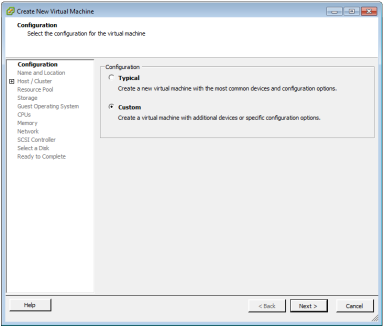 Create New Virtual Machine
Configuration
Select the configuration for the virtual machine
Configuration
Name and Location
Host / Cluster
Resource Pool
Storage
Guest Operating System
CPUs
Memory
Network
SCSI Controller
Select a Disk
Ready to Complete
Configuration
Typical
Create a new virtual machine with the most common devices and configuration options.
Custom
Create a virtual machine with additional devices or specific configuration options.
Help
< Back
Next >
Cancel